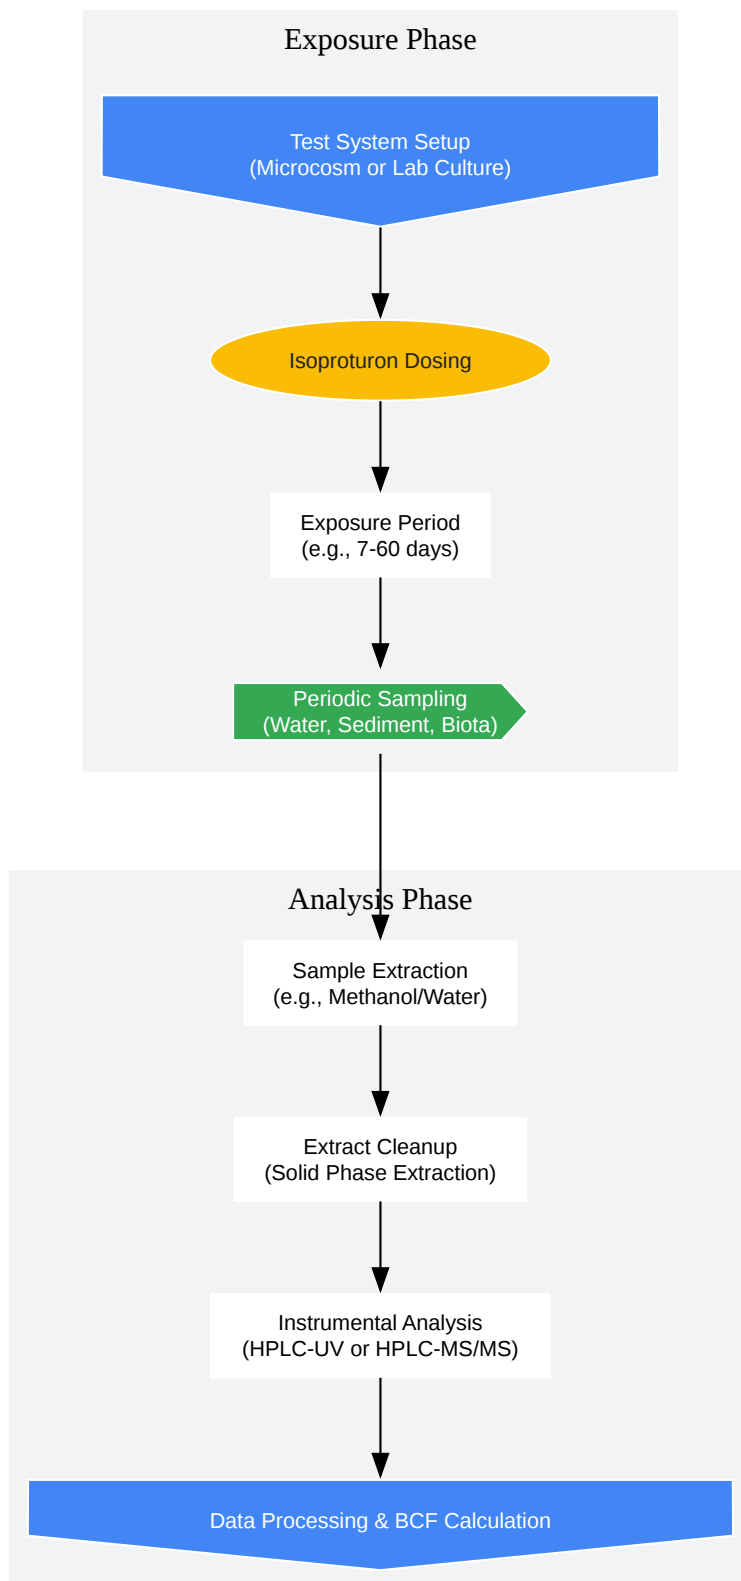 Exposure Phase
Test System Setup
(Microcosm or Lab Culture)
Isoproturon Dosing
Exposure Period
(e.g., 7-60 days)
Periodic Sampling
(Water, Sediment, Biota)
Analysis Phase
Sample Extraction
(e.g., Methanol/Water)
Extract Cleanup
(Solid Phase Extraction)
Instrumental Analysis
(HPLC-UV or HPLC-MS/MS)
Data Processing & BCF Calculation